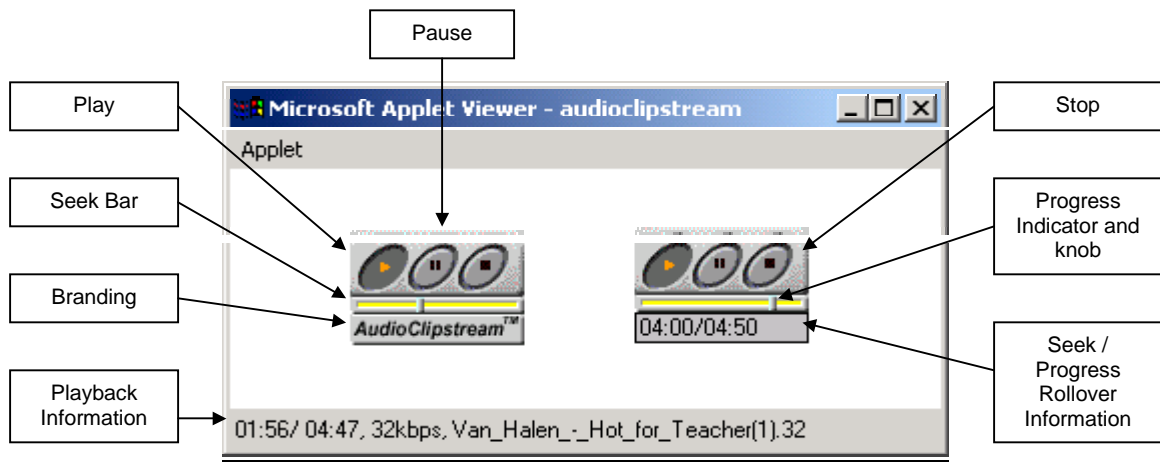 Pause
Play
Stop
Microsoft Applet Viewer - audioclipstream
Applet
Seek Bar
Progress
Indicator and
knob
Branding
AudioClipstream™
04:00/04:50
Seek /
Progress
Rollover
Information
Playback
Information
01:56/ 04:47, 32kbps, Van_Halen_-_Hot_for_Teacher(1).32